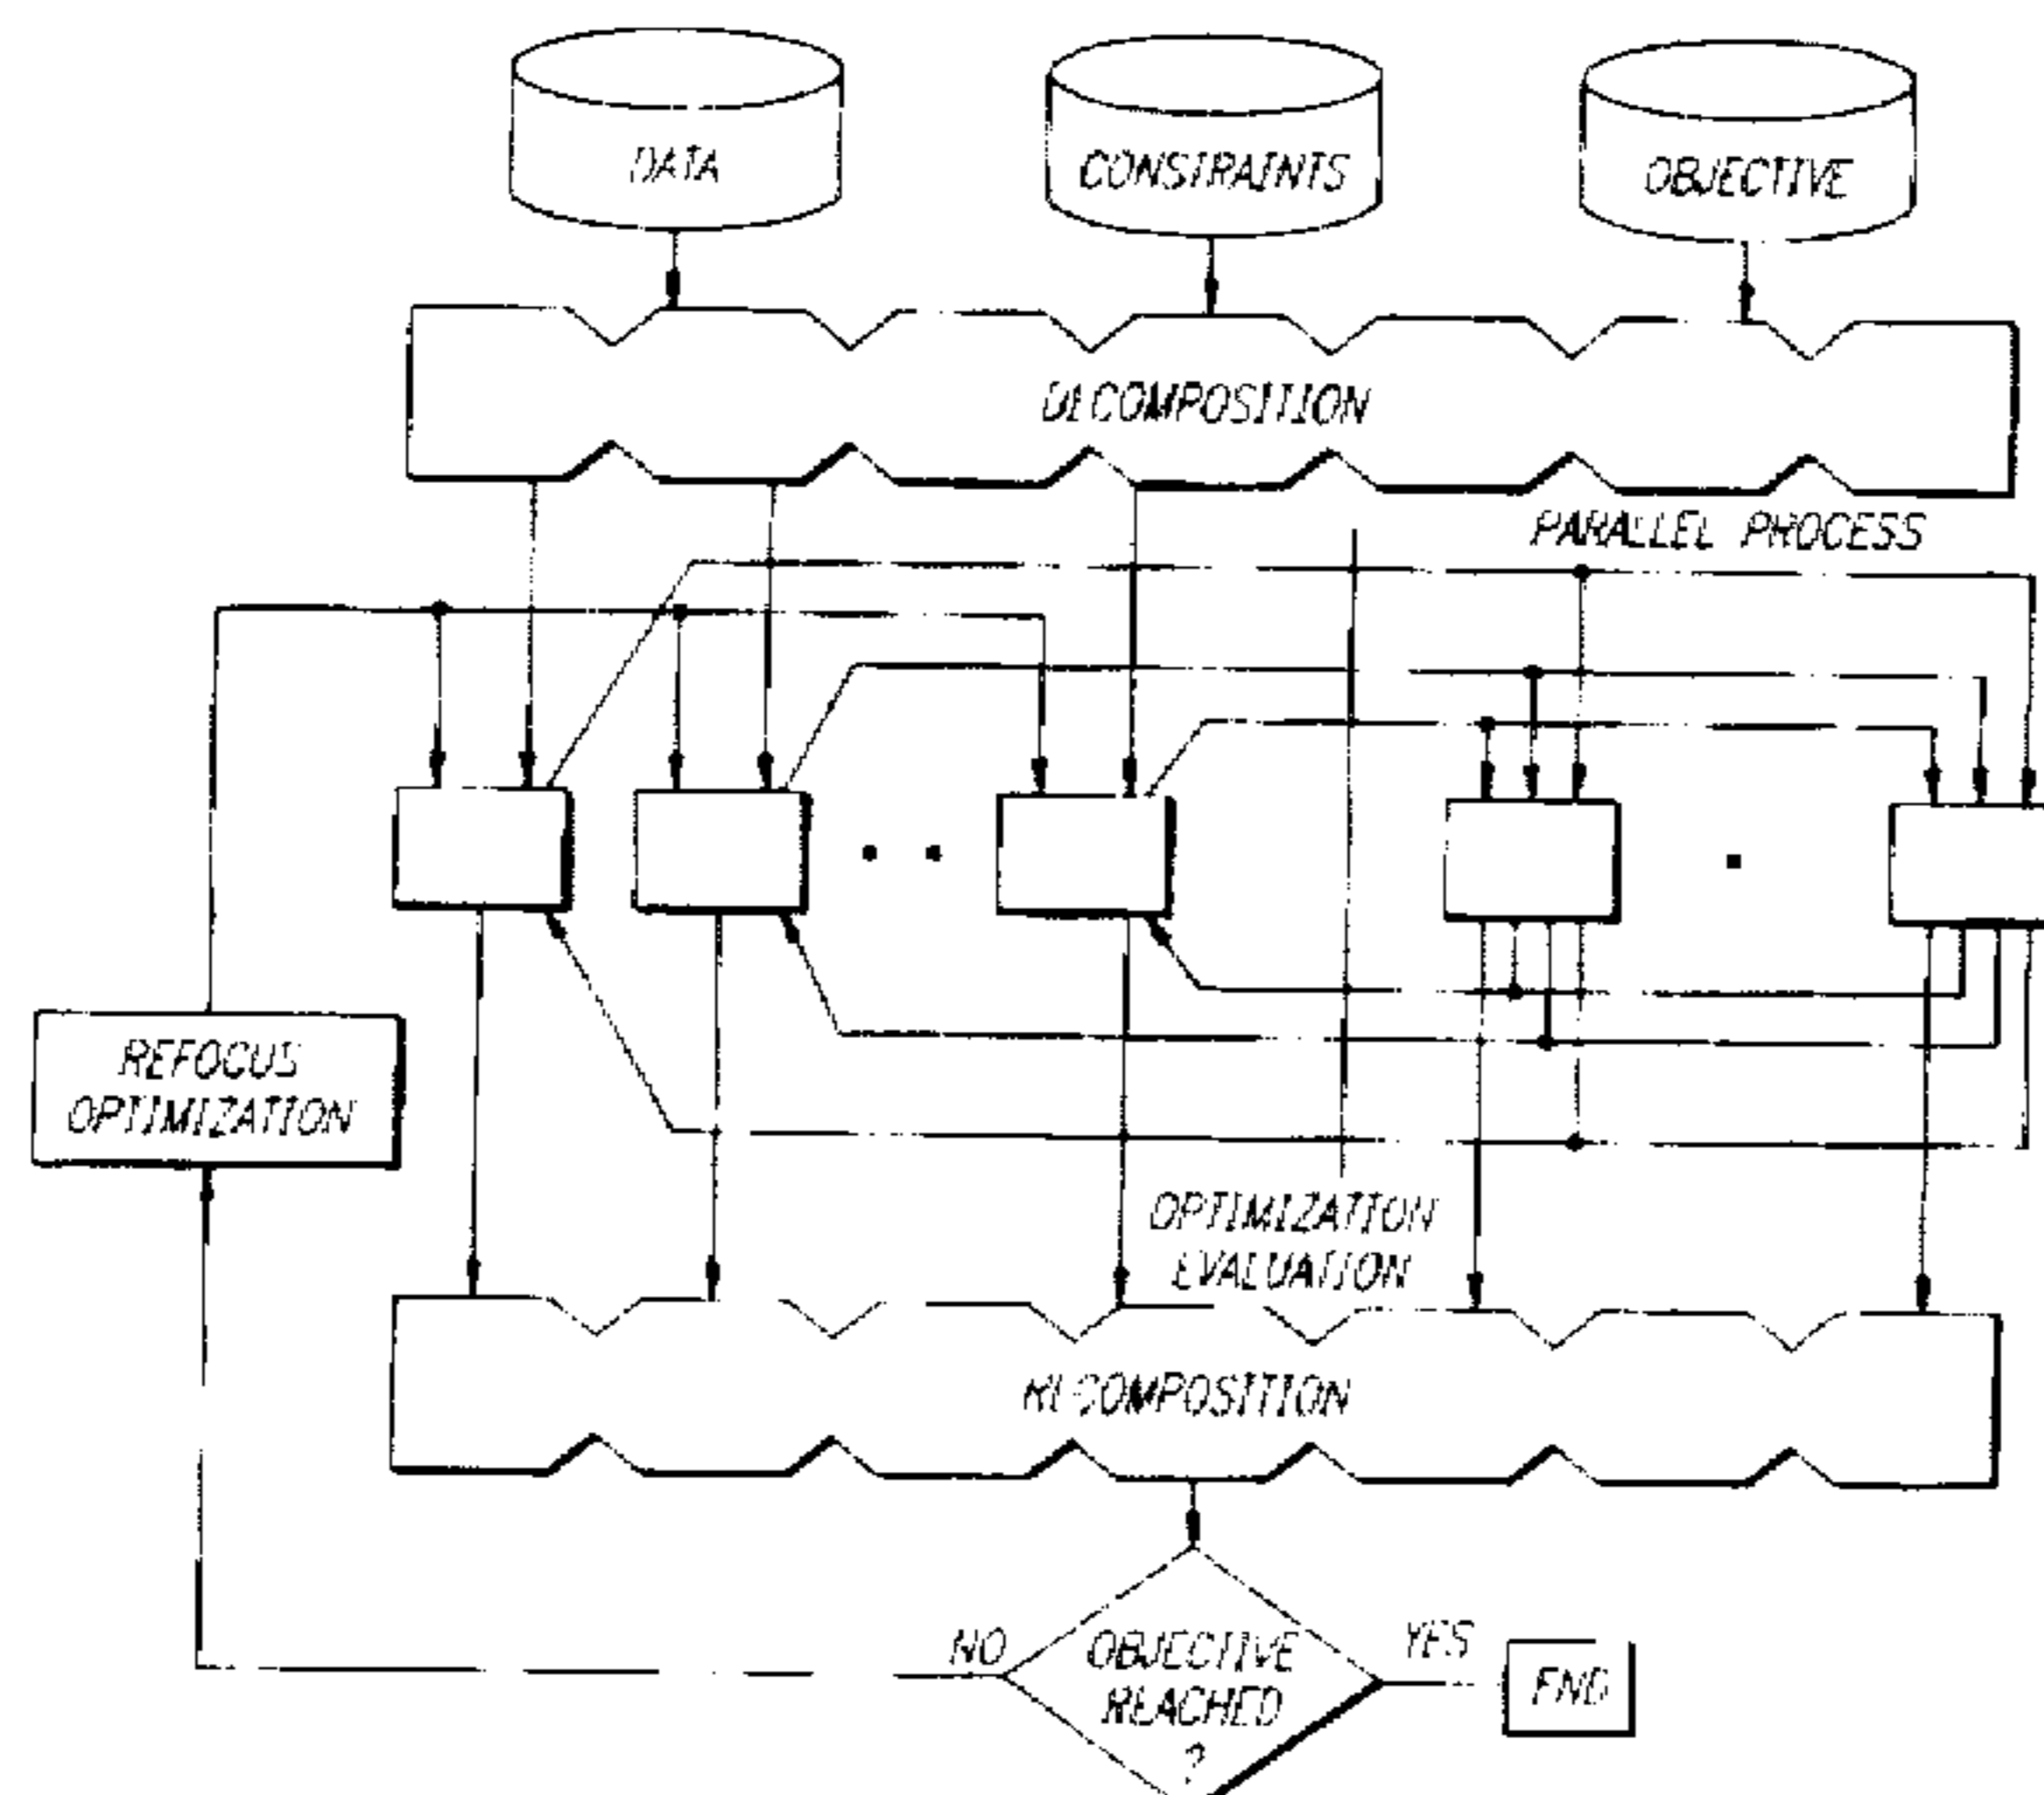 DATA
CONSTRAINTS
OBJECTIVE
DECOMPOSITION
PARALLEL PROCESS
REFOCUS
OPTIMIZATION
OPTIMIZATION
EVALUATION
RECOMPOSITION
NO
OBJECTIVE
REACHED
?
YES
END